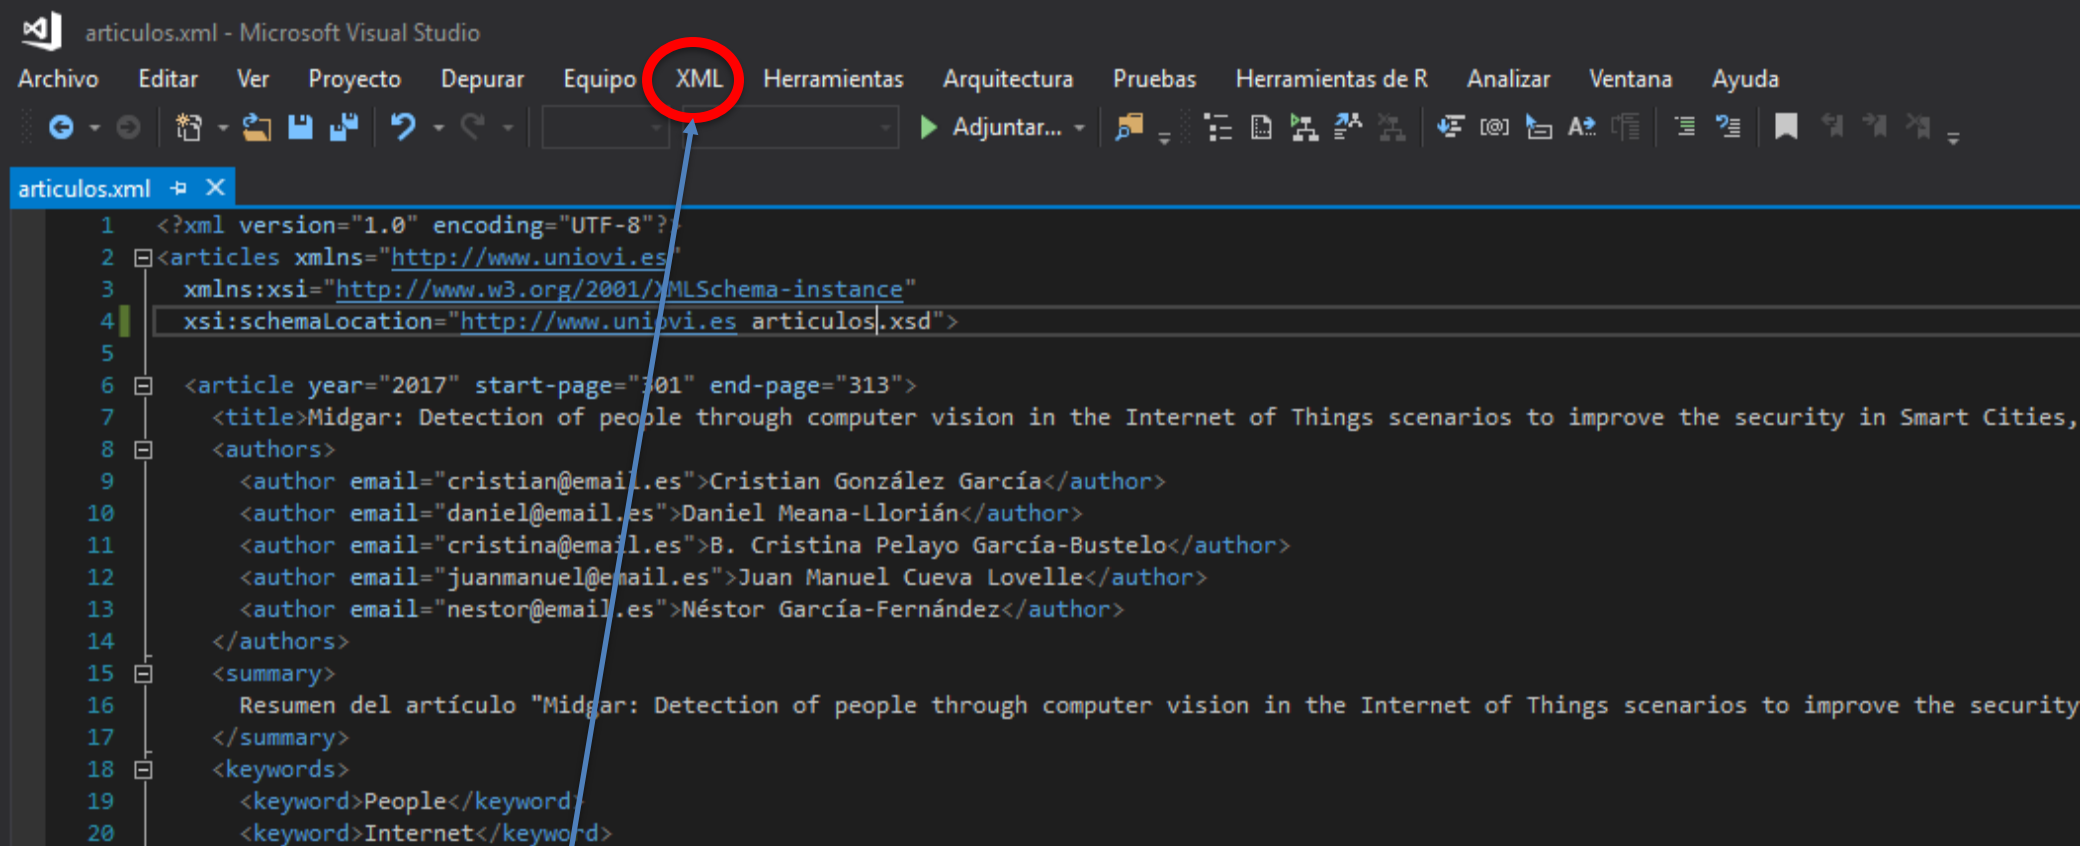 articulos.xml - Microsoft Visual Studio
Archivo Editar Ver Proyecto Depurar Equipo XML Herramientas Arquitectura Pruebas Herramientas de R Analizar Ventana Ayuda
Adjuntar...
articulos.xml
1 <?xml version="1.0" encoding="UTF-8"?>
2 <articles xmlns="http://www.uniovi.es"
3 xmlns:xsi="http://www.w3.org/2001/XMLSchema-instance"
4 xsi:schemaLocation="http://www.uniovi.es articulos.xsd">
5
6 <article year="2017" start-page="301" end-page="313">
7 <title>Midgar: Detection of people through computer vision in the Internet of Things scenarios to improve the security in Smart Cities,
8 <authors>
9 <author email="cristian@email.es">Cristian González García</author>
10 <author email="daniel@email.es">Daniel Meana-Llorián</author>
11 <author email="cristina@email.es">B. Cristina Pelayo García-Bustelo</author>
12 <author email="juanmanuel@email.es">Juan Manuel Cueva Lovelle</author>
13 <author email="nestor@email.es">Néstor García-Fernández</author>
14 </authors>
15 <summary>
16 Resumen del artículo "Midgar: Detection of people through computer vision in the Internet of Things scenarios to improve the security
17 </summary>
18 <keywords>
19 <keyword>People</keyword>
20 <keyword>Internet</keyword>